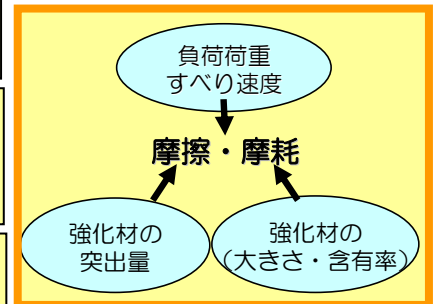 負荷荷重
すべり速度
摩擦・摩耗
強化材の
突出量
強化材の
(大きさ・含有率)